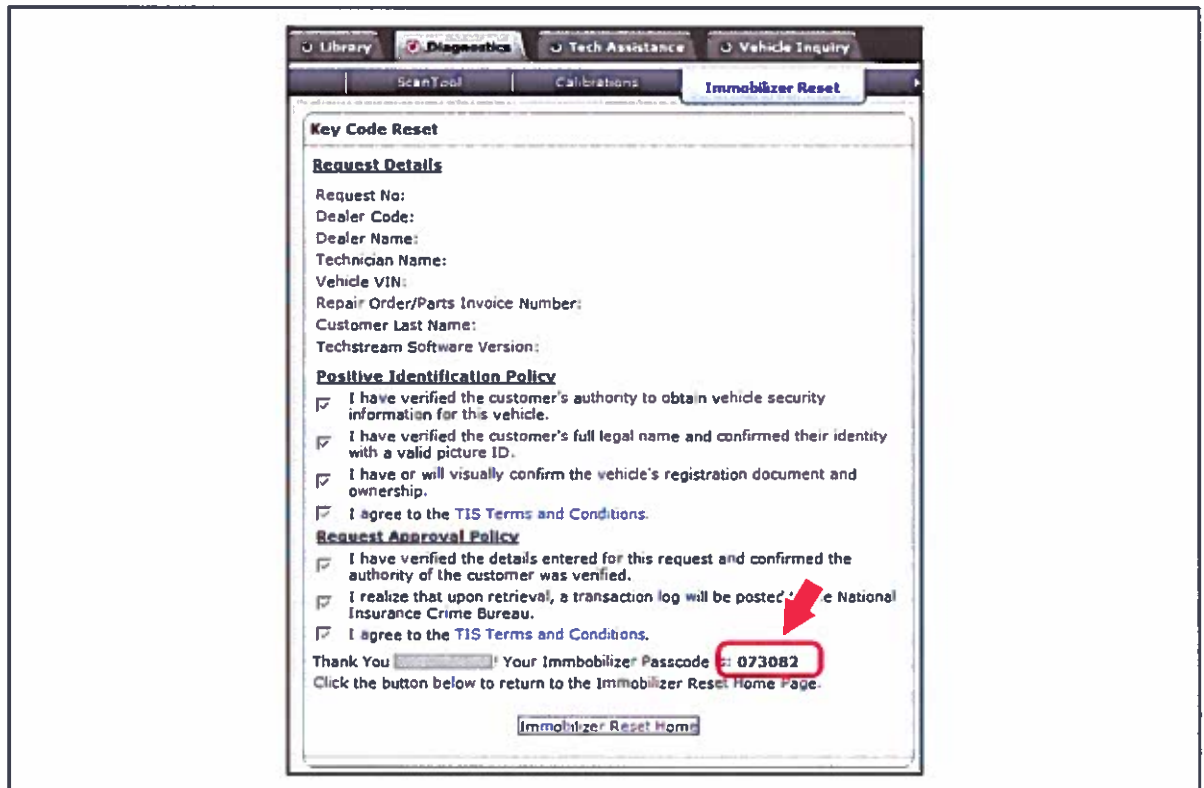 Library Diagnostics Tech Assistance Vehicle Inquiry
ScanTool Calibrations Immobilizer Reset
Key Code Reset
Request Details
Request No:
Dealer Code:
Dealer Name:
Technician Name:
Vehicle VIN:
Repair Order/Parts Invoice Number:
Customer Last Name:
Techstream Software Version:
Positive Identification Policy
I have verified the customer's authority to obtain vehicle security
information for this vehicle.
I have verified the customer's full legal name and confirmed their identity
with a valid picture ID.
I have or will visually confirm the vehicle's registration document and
ownership.
I agree to the TIS Terms and Conditions.
Request Approval Policy
I have verified the details entered for this request and confirmed the
authority of the customer was verified.
I realize that upon retrieval, a transaction log will be posted National
Insurance Crime Bureau.
I agree to the TIS Terms and Conditions.
Thank You ! Your Immbobilizer Passcode is: 073082
Click the button below to return to the Immobilizer Reset Home Page.
Immobilizer Reset Home